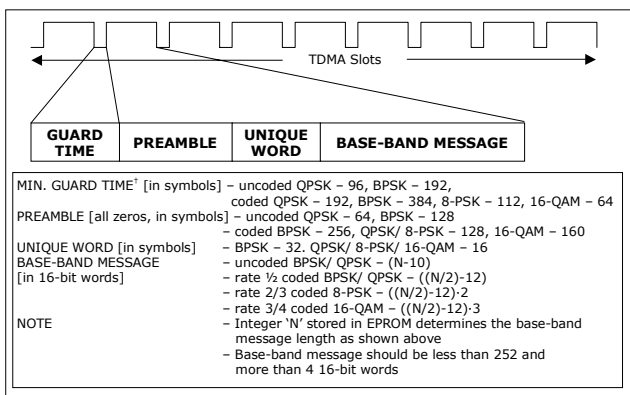 TDMA Slots
GUARD TIME
PREAMBLE
UNIQUE WORD
BASE-BAND MESSAGE
MIN. GUARD TIME† [in symbols] – uncoded QPSK – 96, BPSK – 192,
coded QPSK – 192, BPSK – 384, 8-PSK – 112, 16-QAM – 64
PREAMBLE [all zeros, in symbols] – uncoded QPSK – 64, BPSK – 128
– coded BPSK – 256, QPSK/ 8-PSK – 128, 16-QAM – 160
UNIQUE WORD [in symbols] – BPSK – 32. QPSK/ 8-PSK/ 16-QAM – 16
BASE-BAND MESSAGE – uncoded BPSK/ QPSK – (N-10)
[in 16-bit words] – rate ½ coded BPSK/ QPSK – ((N/2)-12)
– rate 2/3 coded 8-PSK – ((N/2)-12)·2
– rate 3/4 coded 16-QAM – ((N/2)-12)·3
NOTE – Integer ‘N’ stored in EPROM determines the base-band
message length as shown above
– Base-band message should be less than 252 and
more than 4 16-bit words